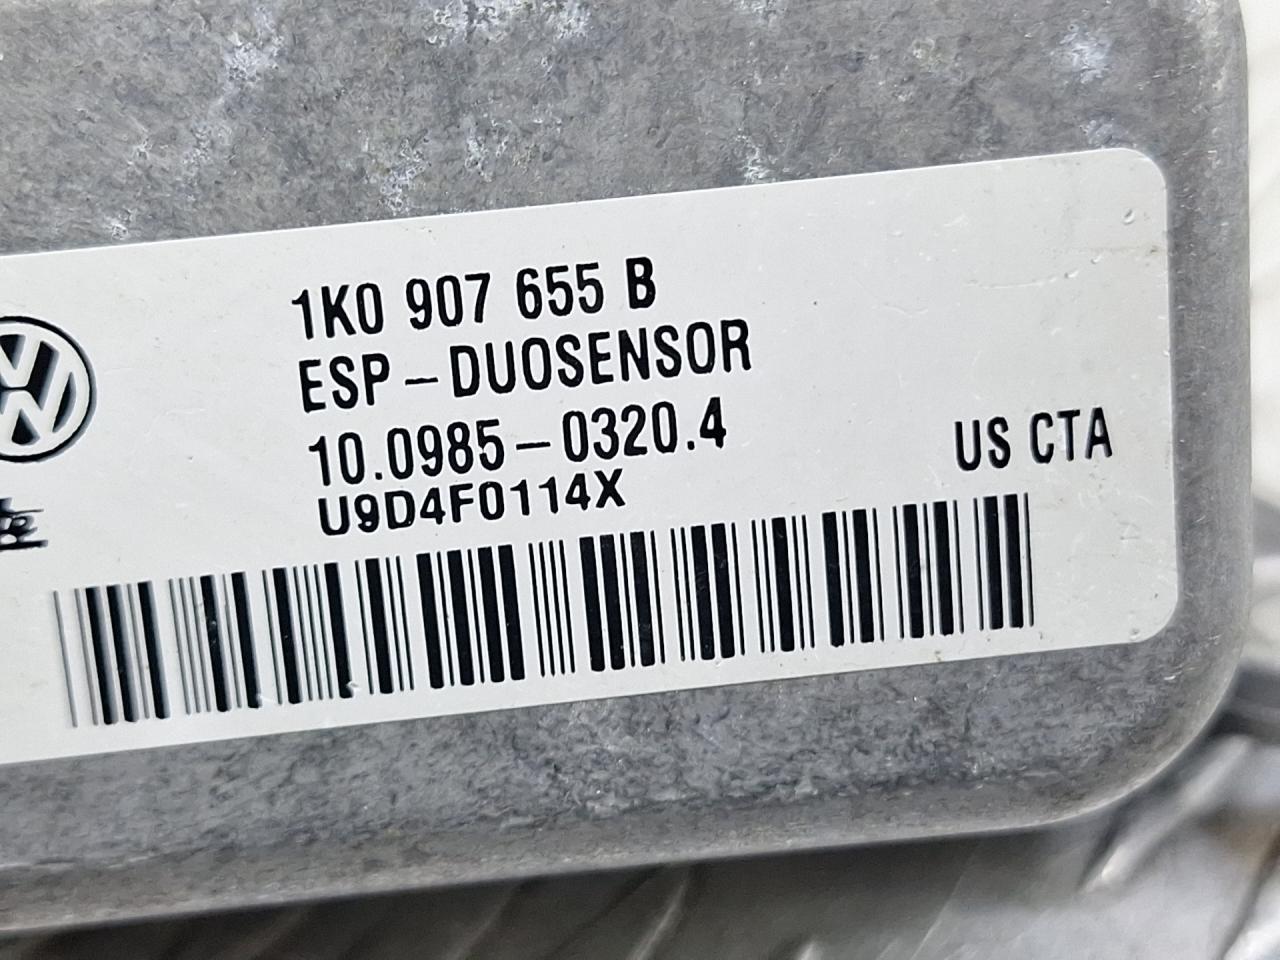 1K0 907 655 B
ESP-DUOSENSOR
10.0985-0320.4
US CTA
U9D4F0114X